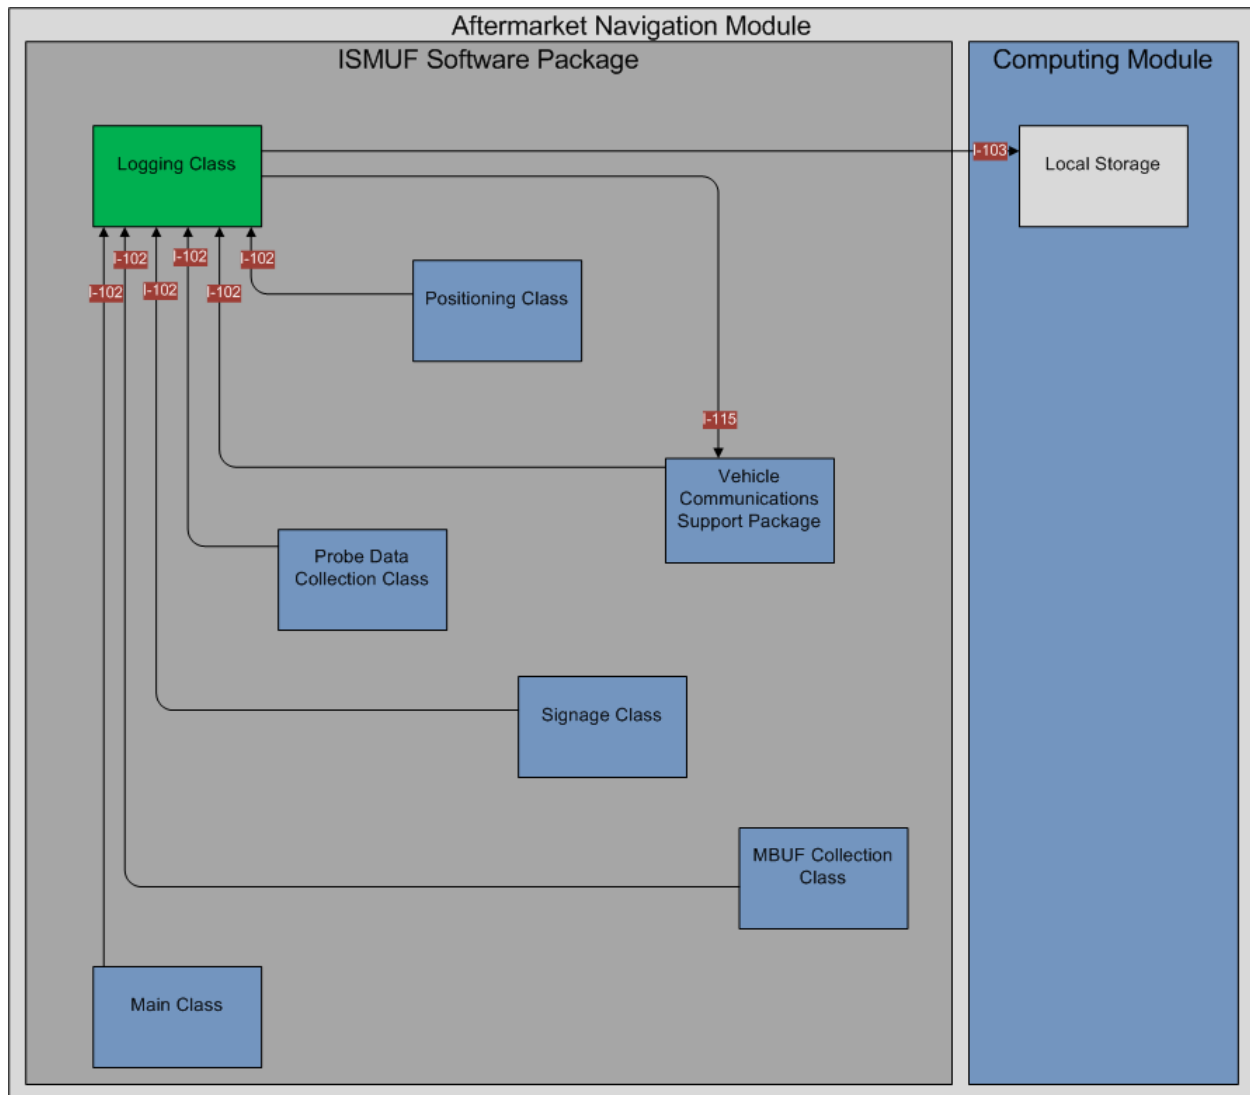 Aftermarket Navigation Module
ISMUF Software Package
Computing Module
Logging Class
I-103
Local Storage
I-102
I-102
I-102
I-102
I-102
I-102
Positioning Class
I-115
Vehicle
Communications
Support Package
Probe Data
Collection Class
Signage Class
MBUF Collection
Class
Main Class